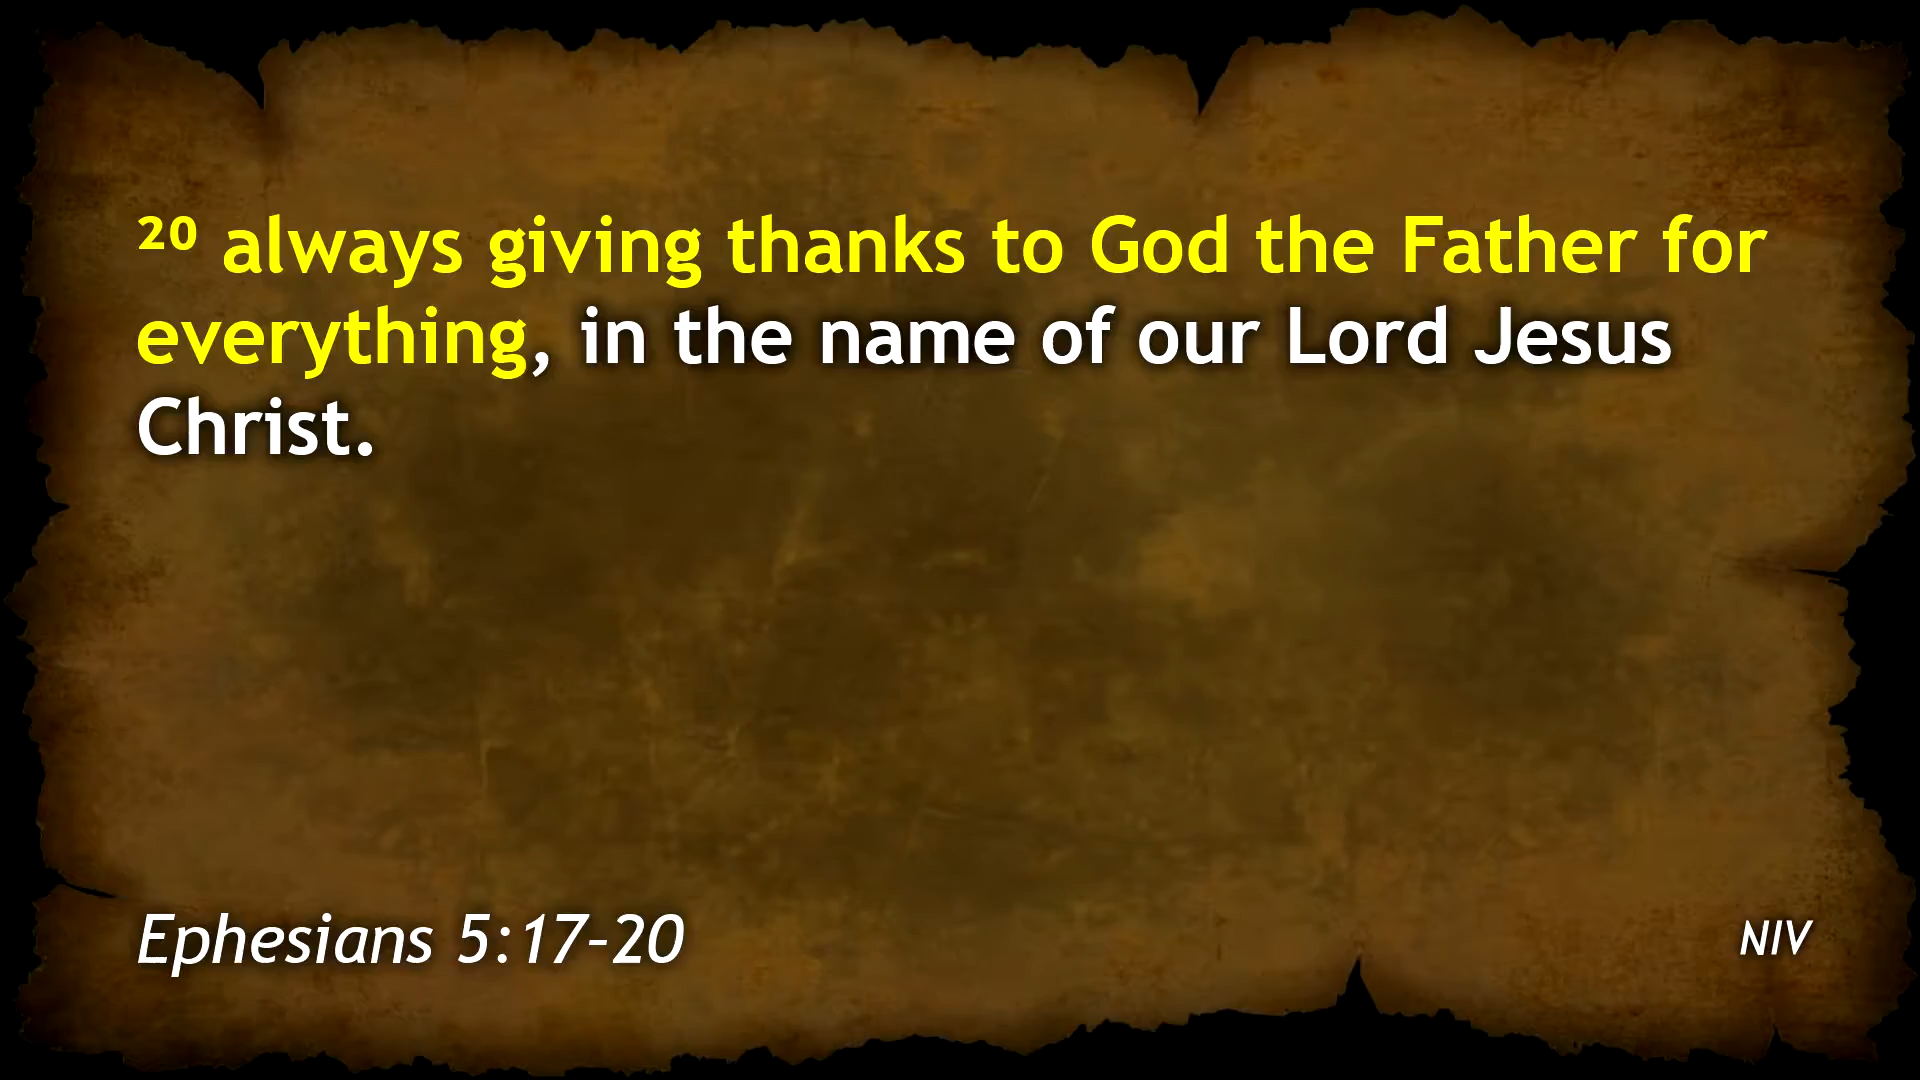 ²⁰ always giving thanks to God the Father for
everything, in the name of our Lord Jesus
Christ.
Ephesians 5:17–20
NIV